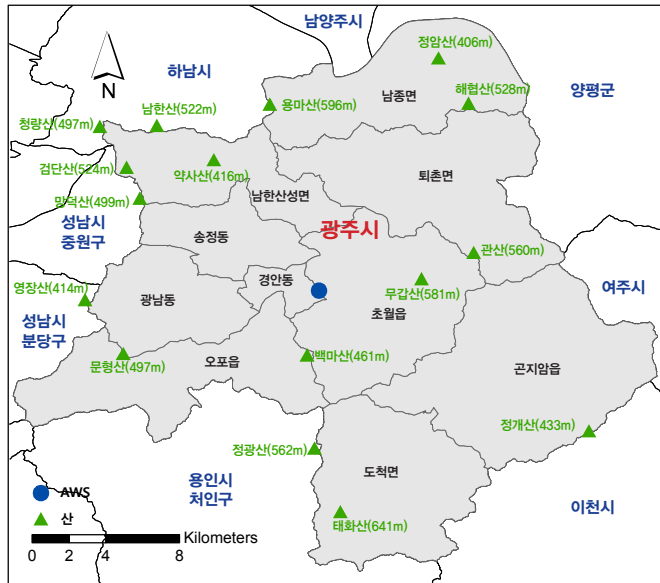 남양주시
정암산(406m)
하남시
남종면
해협산(528m)
양평군
N
남한산(522m)
용마산(596m)
청량산(497m)
검단산(524m)
약사산(416m)
퇴촌면
망덕산(499m)
남한산성면
성남시
중원구
송정동
광주시
관산(560m)
영장산(414m)
경안동
무갑산(581m)
여주시
광남동
초월읍
성남시
분당구
문형산(497m)
오포읍
백마산(461m)
곤지암읍
정개산(433m)
정광산(562m)
용인시
처인구
도척면
이천시
AWS
산
태화산(641m)
Kilometers
0 2 4 8